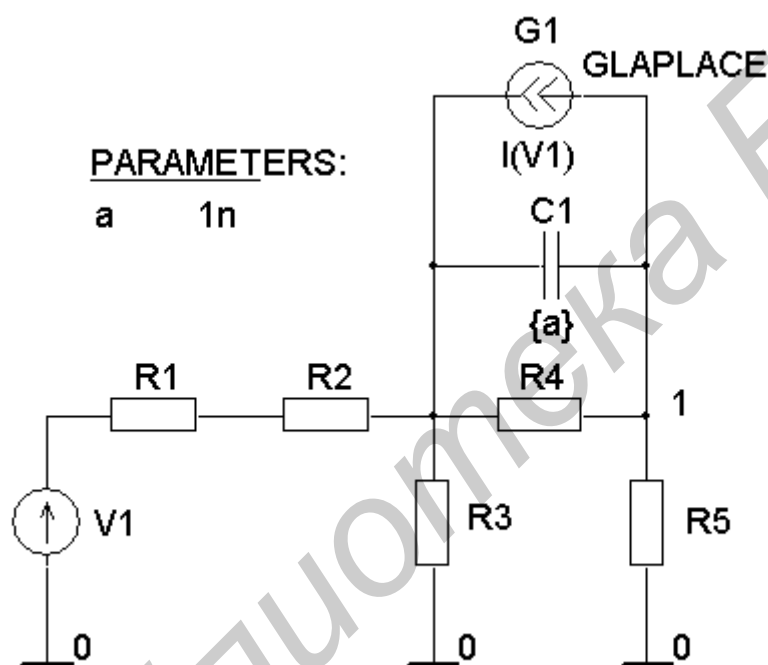 G1
GLAPLACE
I(V1)
PARAMETERS:
a 1n
C1
{a}
R1
R2
R4
1
V1
R3
R5
0
0
0